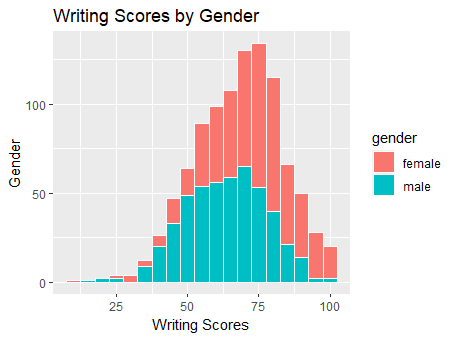 Writing Scores by Gender
100
50
0
Gender
25 50 75 100
Writing Scores
gender
female
male